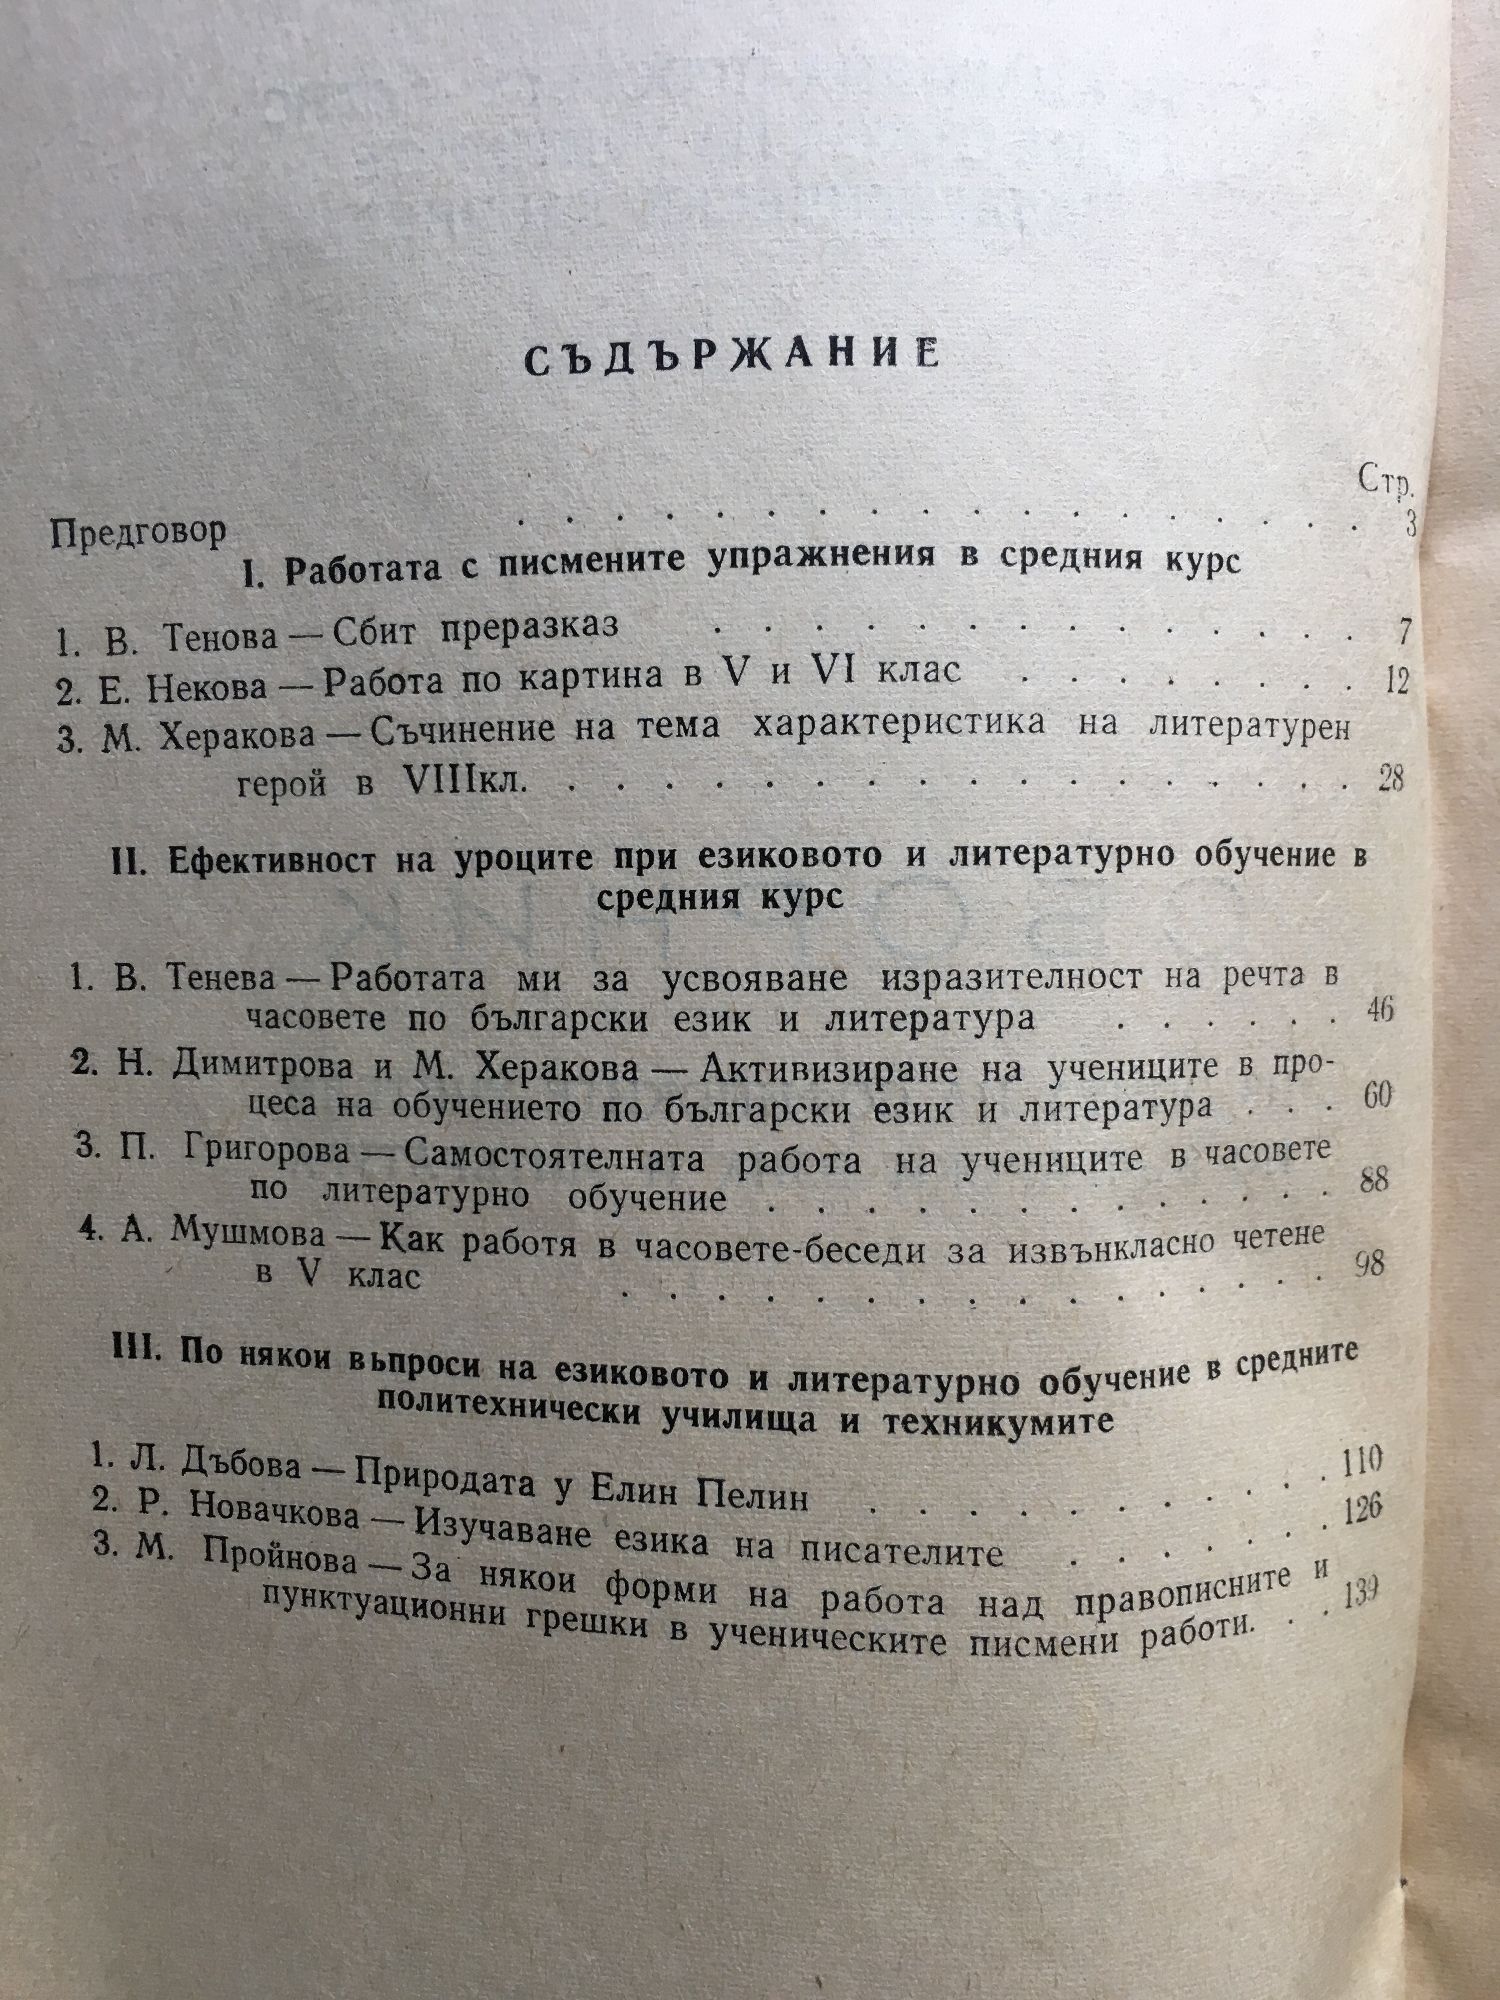 СЪДЪРЖАНИЕ
Стр.
Предговор . . . . . . . . . . . . . . . . . . 3
I. Работата с писмените упражнения в средния курс
1. В. Тенова — Сбит преразказ . . . . . . . . . . . . . 7
2. Е. Некова — Работа по картина в V и VI клас . . . . . . . 12
3. М. Херакова — Съчинение на тема характеристика на литературен
герой в VIIIкл. . . . . . . . . . . . . . . . . 28
II. Ефективност на уроците при езиковото и литературно обучение в
средния курс
1. В. Тенева — Работата ми за усвояване изразителност на речта в
часовете по български език и литература . . . . . . 46
2. Н. Димитрова и М. Херакова — Активизиране на учениците в про-
цеса на обучението по български език и литература . . . 60
3. П. Григорова — Самостоятелната работа на учениците в часовете
по литературно обучение . . . . . . . . . . . . 88
4. А. Мушмова — Как работя в часовете-беседи за извънкласно четене
в V клас . . . . . . . . . . . . . . . 98
III. По някои въпроси на езиковото и литературно обучение в средните
политехнически училища и техникумите
1. Л. Дъбова — Природата у Елин Пелин . . . . . . . . . . 110
2. Р. Новачкова — Изучаване езика на писателите . . . . . . 126
3. М. Пройнова — За някои форми на работа над правописните и
пунктуационни грешки в ученическите писмени работи. . . 139